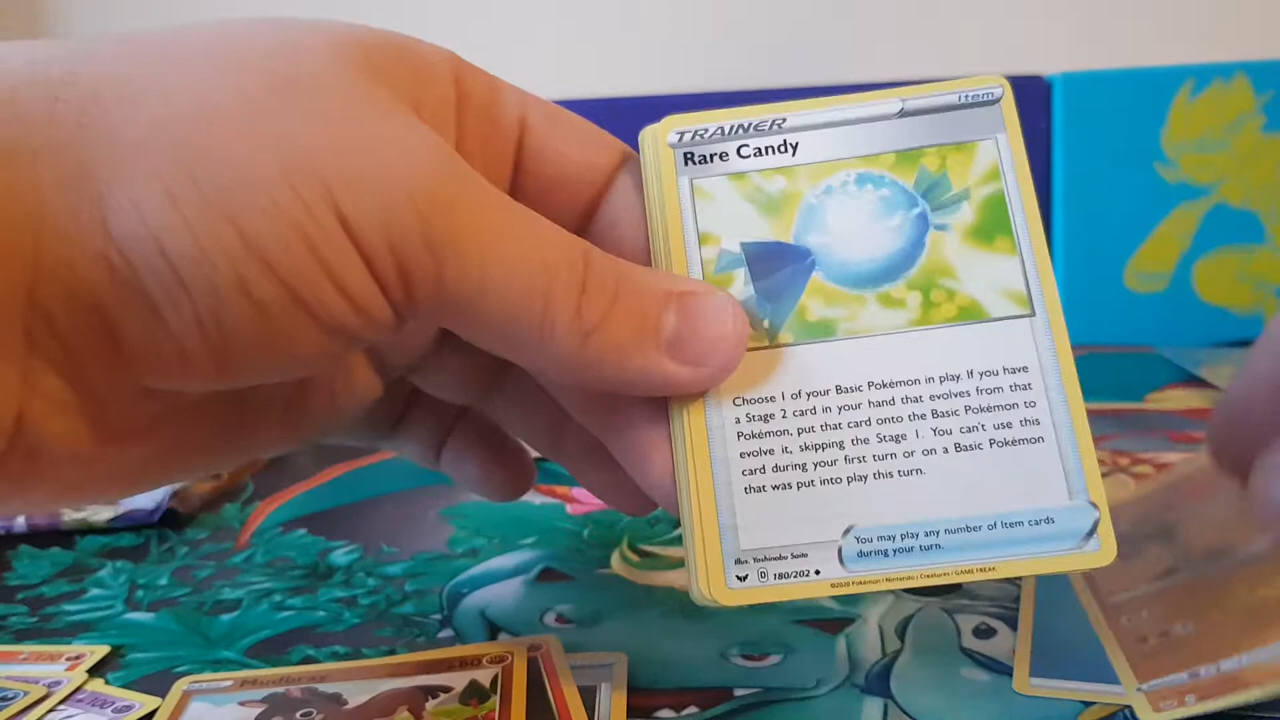 TRAINER
Item
Rare Candy
Choose 1 of your Basic Pokémon in play. If you have
a Stage 2 card in your hand that evolves from that
Pokémon, put that card onto the Basic Pokémon to
evolve it, skipping the Stage 1. You can't use this
card during your first turn or on a Basic Pokémon
that was put into play this turn.
You may play any number of Item cards
during your turn.
Illus. Yoshinobu Saito
D 180/202
©2020 Pokémon / Nintendo / Creatures / GAME FREAK
Mudbray
80
120
100